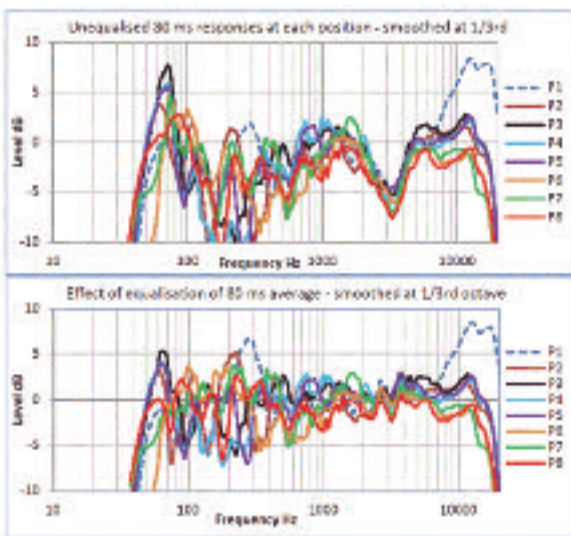 Unequalised 80 ms responses at each position - smoothed at 1/3rd
10
5
0
-5
-10
Level dB
10
100
1000
10000
Frequency Hz
P1
P2
P3
P4
P5
P6
P7
P8
Effect of equalisation of 80 ms average - smoothed at 1/3rd octave
10
5
0
-5
-10
Level dB
10
100
1000
10000
Frequency Hz
P1
P2
P3
P4
P5
P6
P7
P8